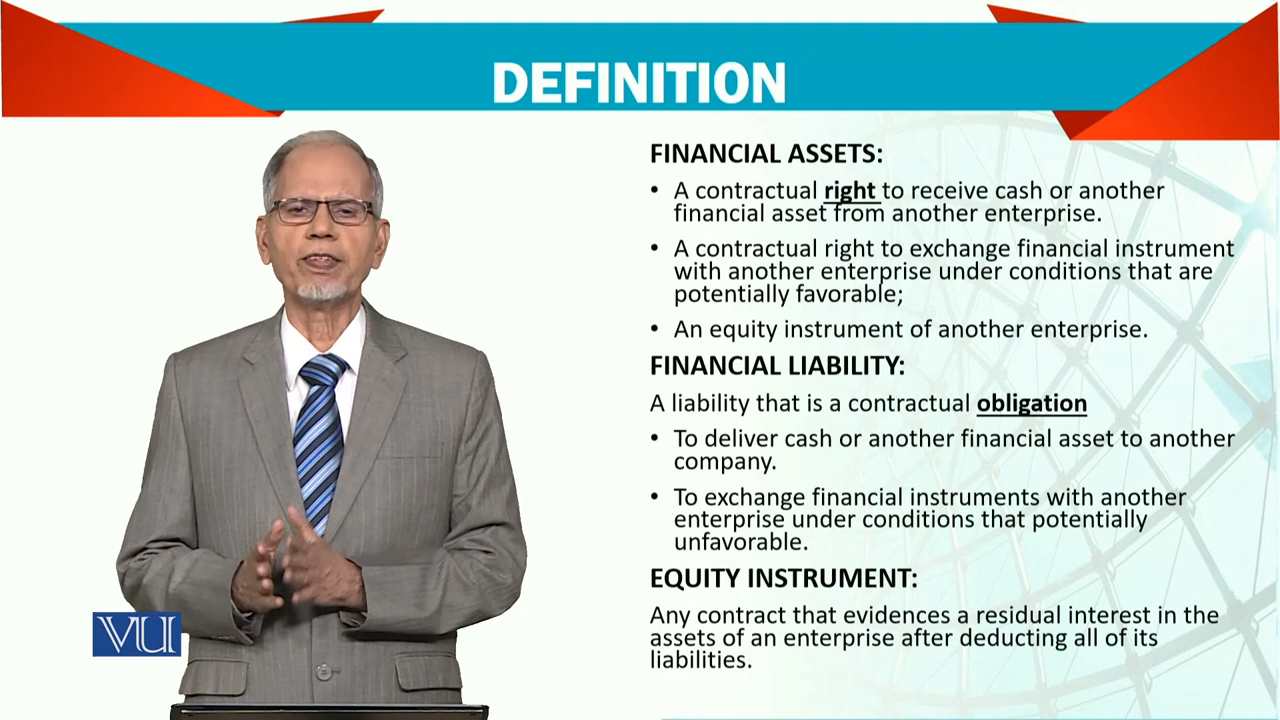 DEFINITION
FINANCIAL ASSETS:
• A contractual right to receive cash or another
financial asset from another enterprise.
• A contractual right to exchange financial instrument
with another enterprise under conditions that are
potentially favorable;
• An equity instrument of another enterprise.
FINANCIAL LIABILITY:
A liability that is a contractual obligation
• To deliver cash or another financial asset to another
company.
• To exchange financial instruments with another
enterprise under conditions that potentially
unfavorable.
EQUITY INSTRUMENT:
Any contract that evidences a residual interest in the
assets of an enterprise after deducting all of its
liabilities.
VU